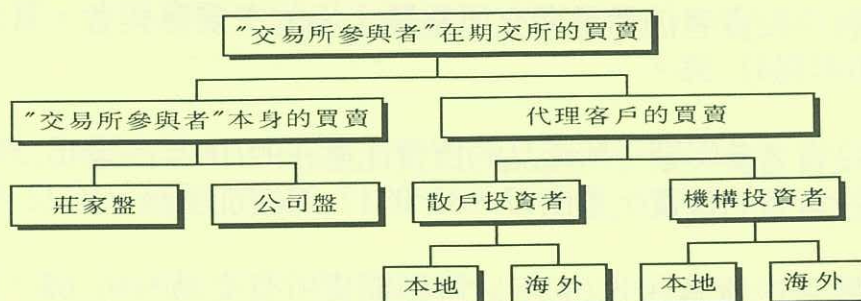 "交易所參與者"在期交所的買賣
"交易所參與者"本身的買賣
代理客戶的買賣
莊家盤
公司盤
散戶投資者
機構投資者
本地
海外
本地
海外